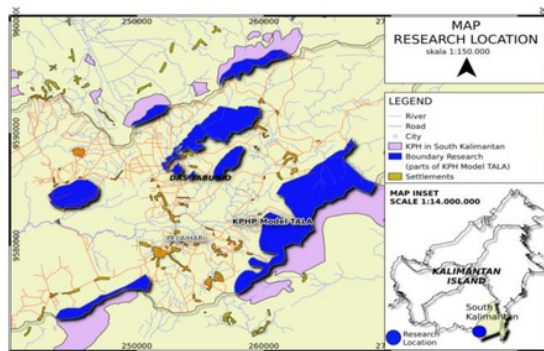 250000
260000
9600000
9590000
9580000
DAS TABUNIO
KPHP Model TALA
PELAIHARI
250000
260000
MAP
RESEARCH LOCATION
skala 1:150.000
LEGEND
River
Road
City
KPH in South Kalimantan
Boundary Research
(parts of KPH Model TALA)
Settlements
MAP INSET
SCALE 1:14.000.000
KALIMANTAN
ISLAND
South
Kalimantan
Research
Location